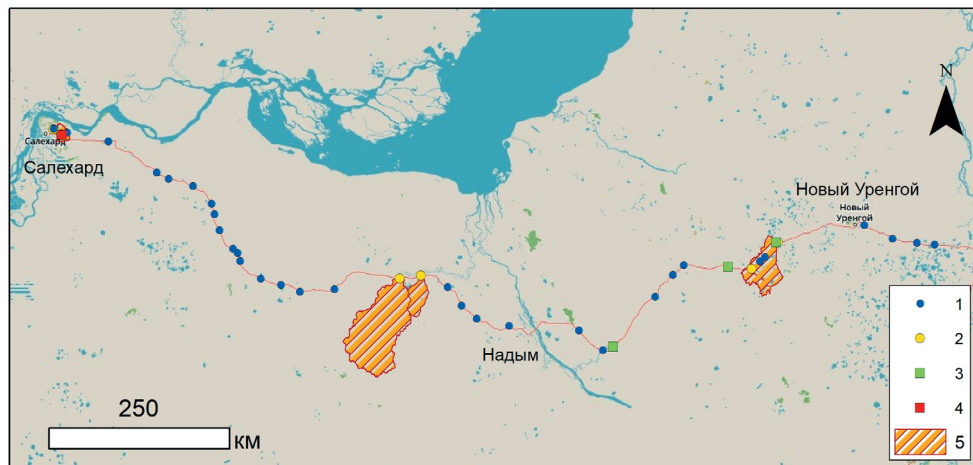 N
Салехард
Салехард
Новый Уренгой
Новый
Уренгой
Надым
250
км
1
2
3
4
5